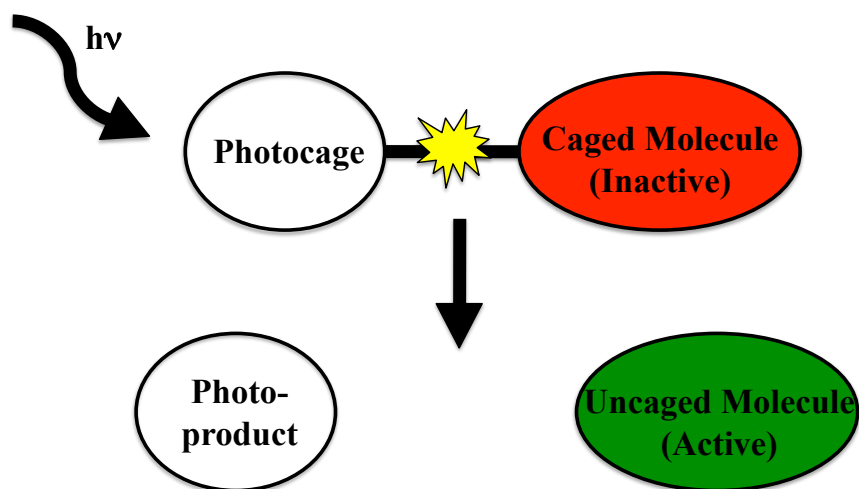 hν
Photocage
Caged Molecule
(Inactive)
Photo-
product
Uncaged Molecule
(Active)